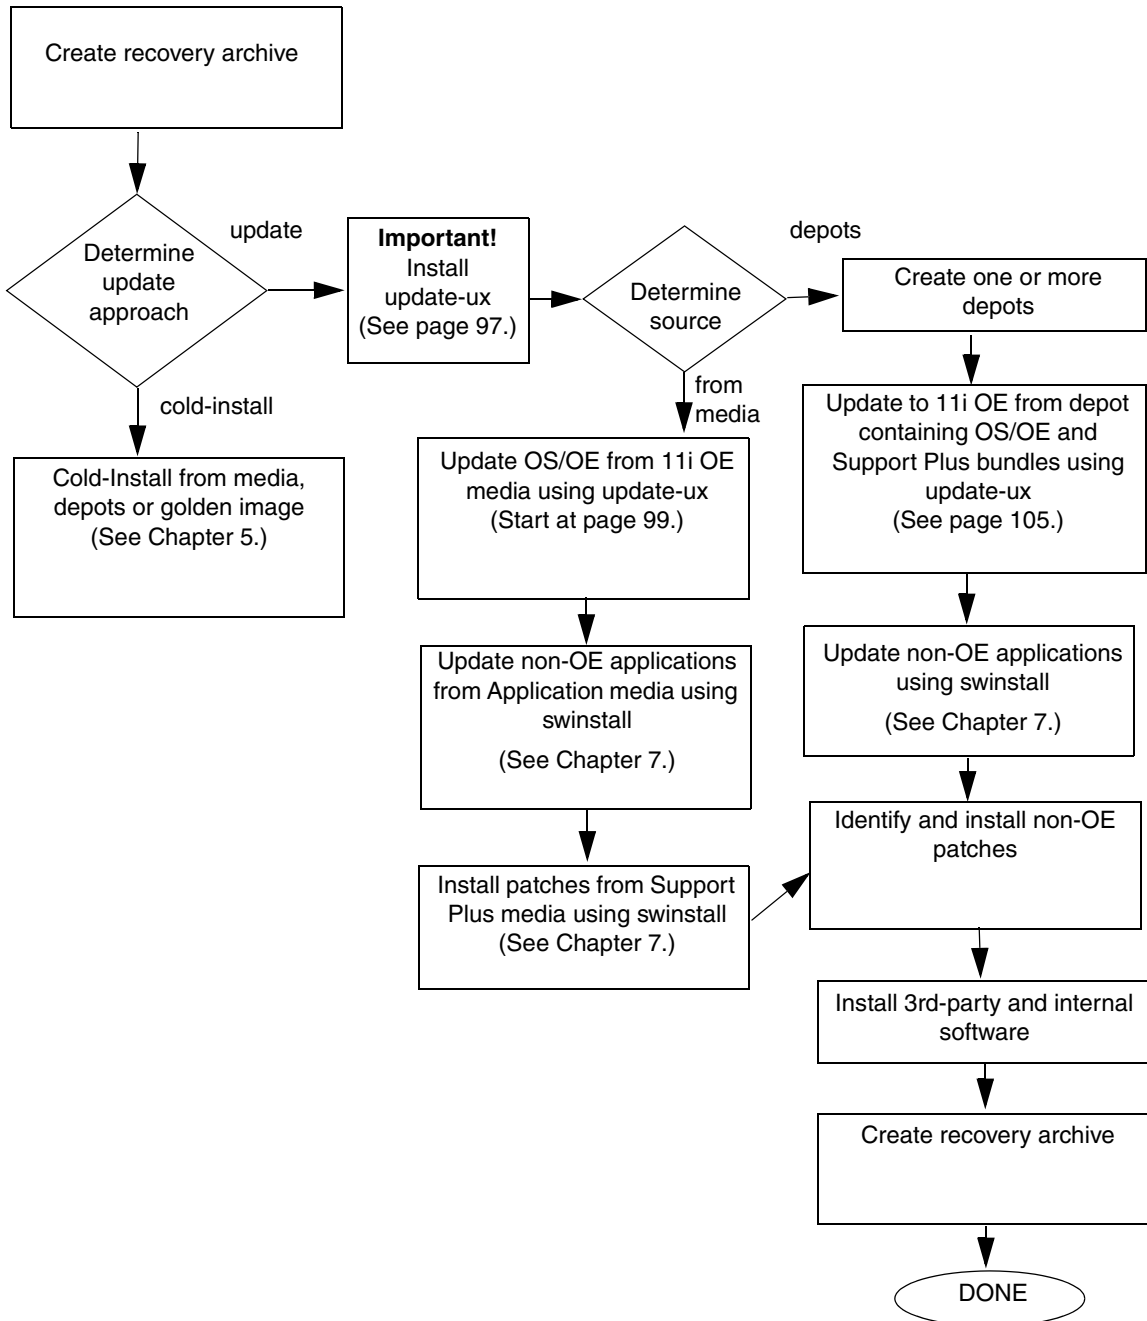 Create recovery archive
Determine
update
approach
update
cold-install
Cold-Install from media,
depots or golden image
(See Chapter 5.)
Important!
Install
update-ux
(See page 97.)
Determine
source
depots
from
media
Update OS/OE from 11i OE
media using update-ux
(Start at page 99.)
Update non-OE applications
from Application media using
swinstall
(See Chapter 7.)
Install patches from Support
Plus media using swinstall
(See Chapter 7.)
Create one or more
depots
Update to 11i OE from depot
containing OS/OE and
Support Plus bundles using
update-ux
(See page 105.)
Update non-OE applications
using swinstall
(See Chapter 7.)
Identify and install non-OE
patches
Install 3rd-party and internal
software
Create recovery archive
DONE